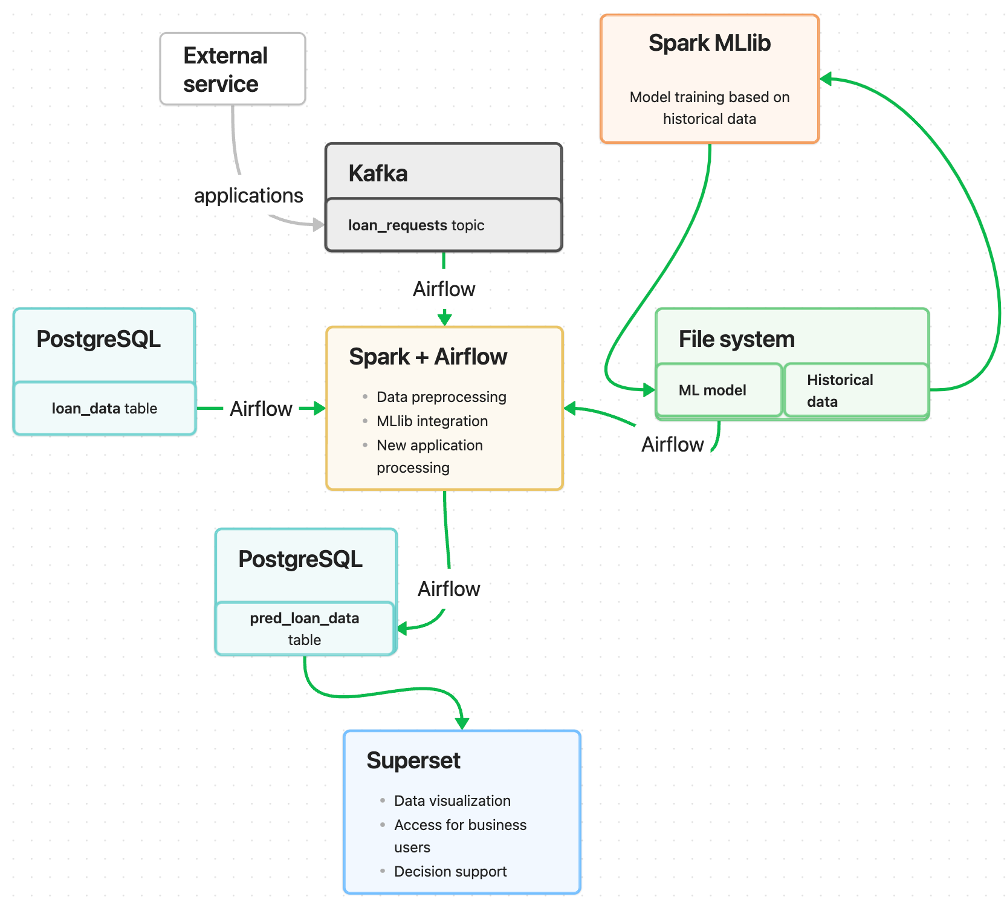 External
service
Spark MLlib
Model training based on
historical data
applications
Kafka
loan_requests topic
Airflow
PostgreSQL
loan_data table
Airflow
Spark + Airflow
Data preprocessing
MLlib integration
New application
processing
File system
ML model
Historical
data
Airflow
PostgreSQL
pred_loan_data
table
Airflow
Superset
Data visualization
Access for business
users
Decision support